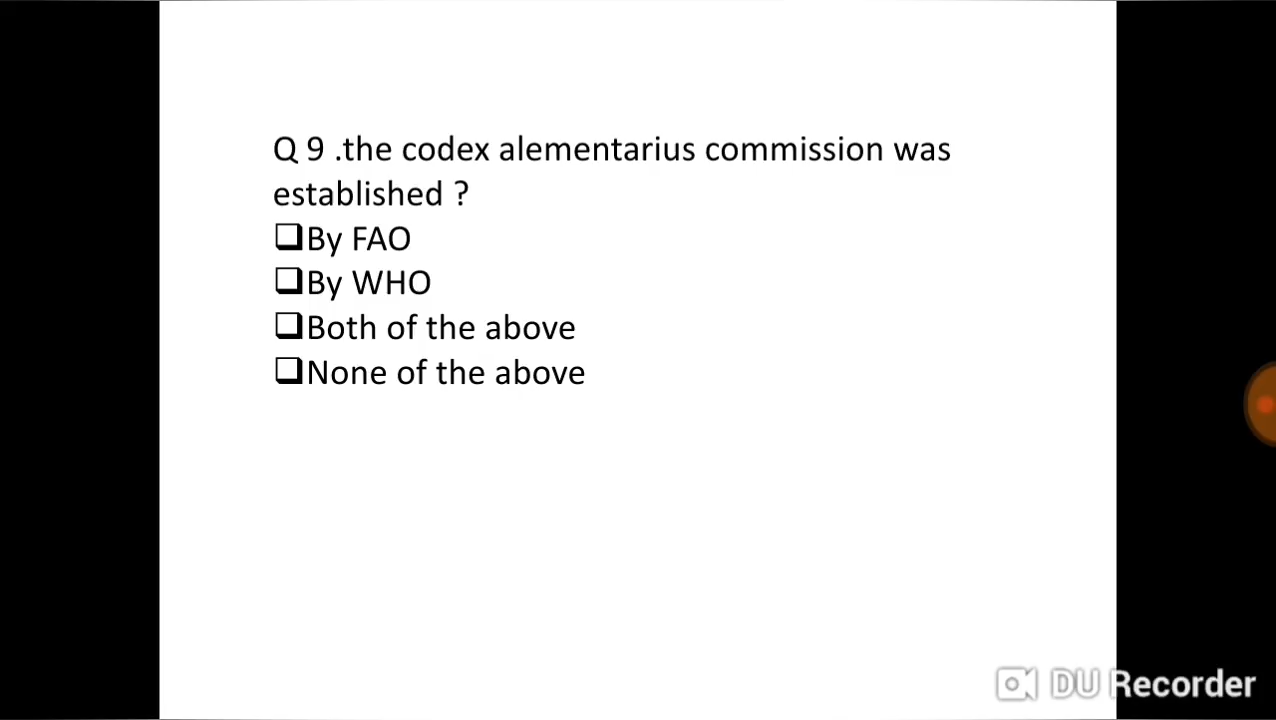 Q 9 .the codex alementarius commission was
established ?
❑By FAO
❑By WHO
❑Both of the above
❑None of the above
DU Recorder